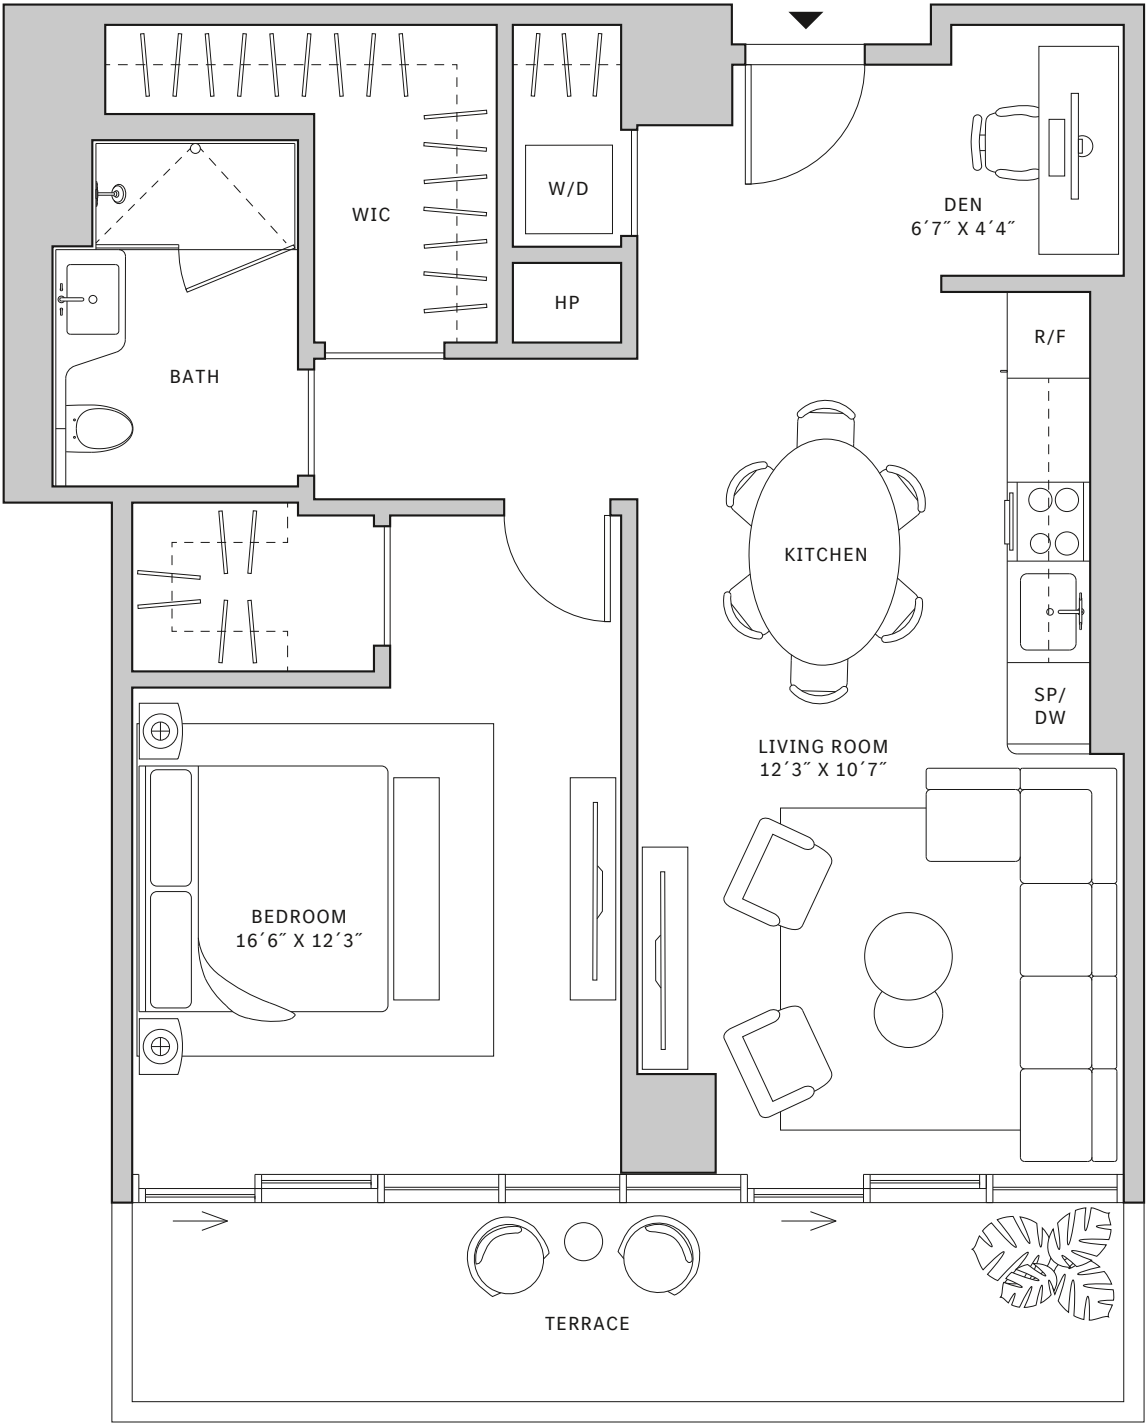 W/D
DEN
6´7˝ X 4´4˝
WIC
HP
R/F
BATH
KITCHEN
SP/
DW
LIVING ROOM
12´3˝ X 10´7˝
BEDROOM
16´6˝ X 12´3˝
TERRACE